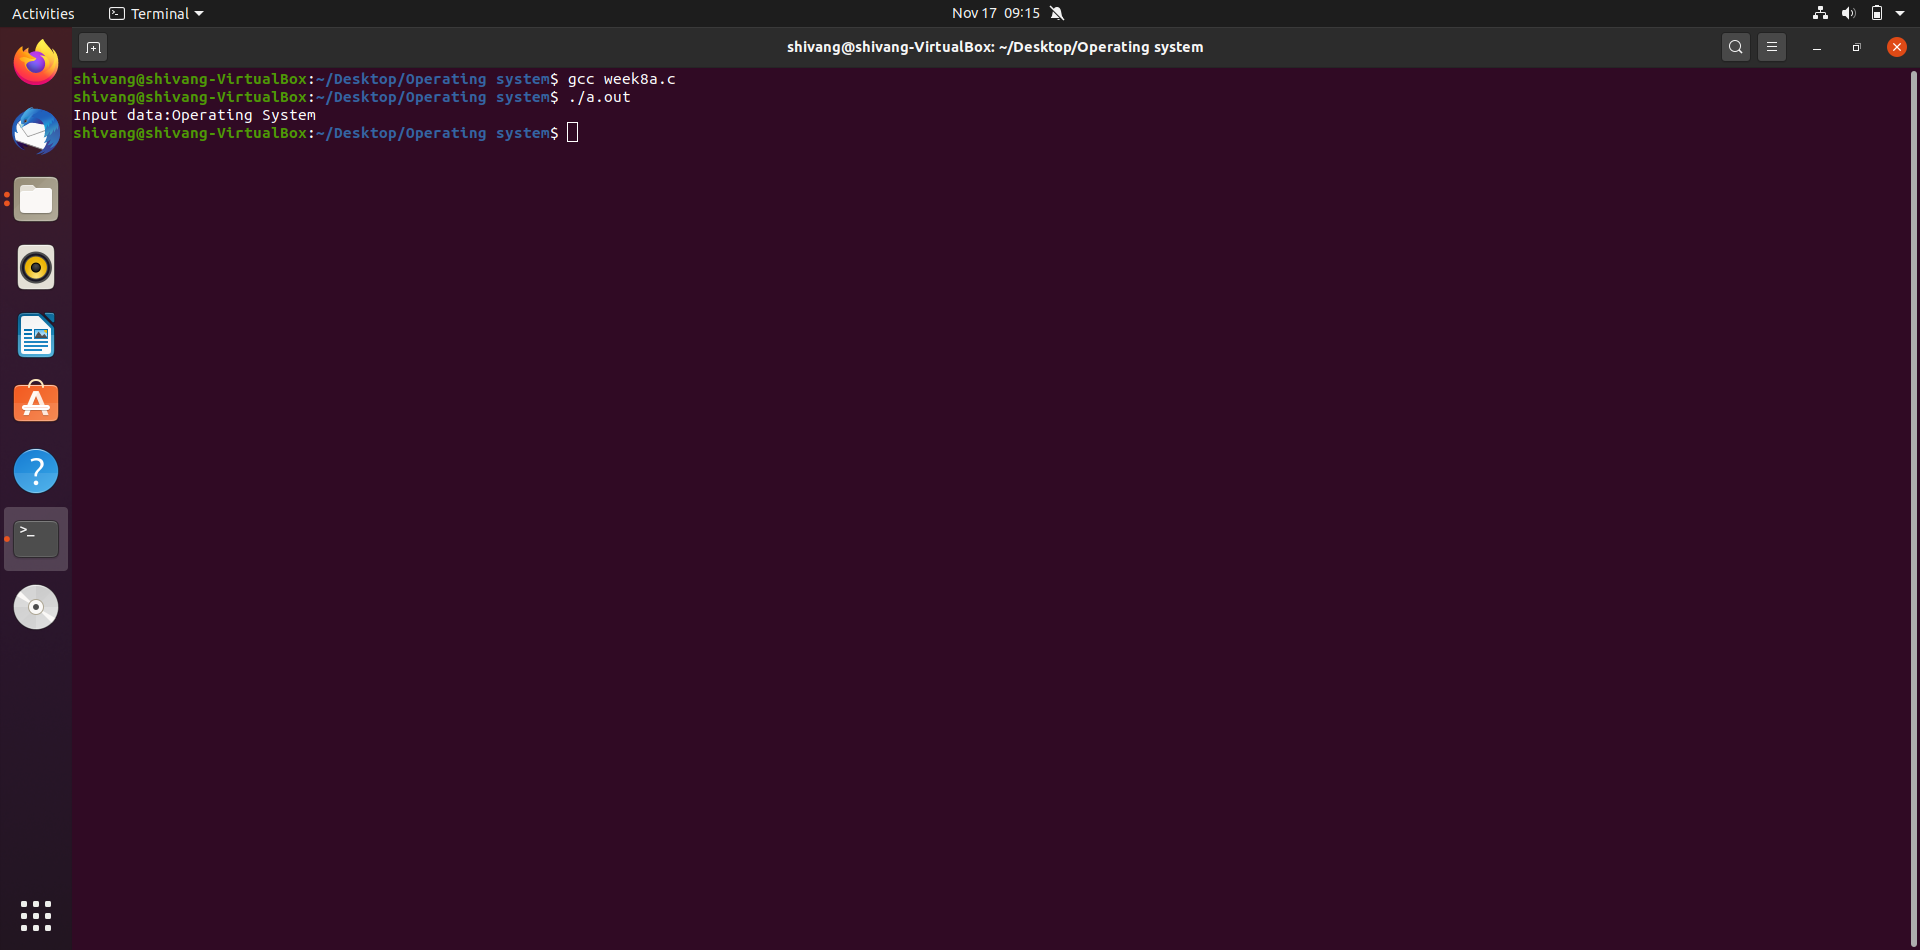 Activities Terminal Nov 17 09:15
shivang@shivang-VirtualBox: ~/Desktop/Operating system
shivang@shivang-VirtualBox:~/Desktop/Operating system$ gcc week8a.c
shivang@shivang-VirtualBox:~/Desktop/Operating system$ ./a.out
Input data:Operating System
shivang@shivang-VirtualBox:~/Desktop/Operating system$